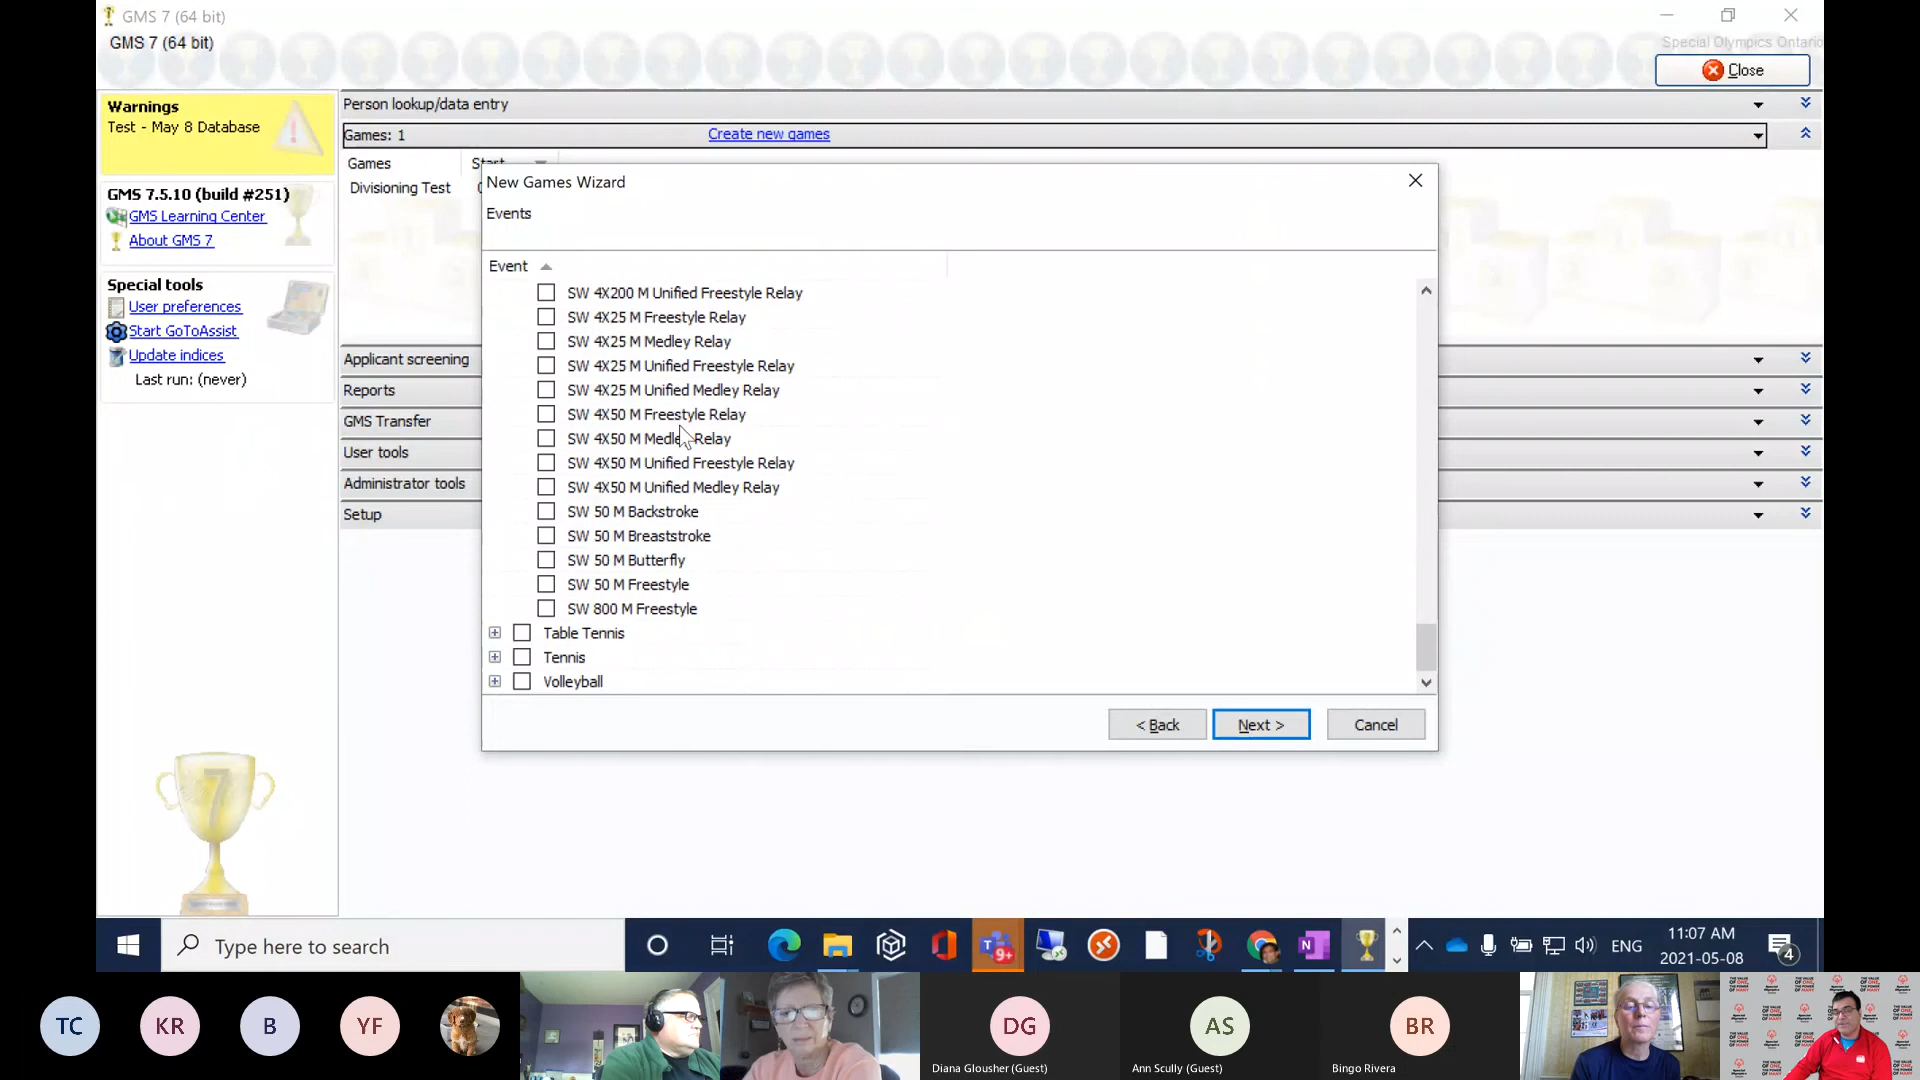 GMS 7 (64 bit)
GMS 7 (64 bit)
Special Olympics Ontario
Close
Warnings
Test - May 8 Database
GMS 7.5.10 (build #251)
GMS Learning Center
About GMS 7
Special tools
User preferences
Start GoToAssist
Update indices
Last run: (never)
Person lookup/data entry
Games: 1
Create new games
Games
Start
Divisioning Test
Applicant screening
Reports
GMS Transfer
User tools
Administrator tools
Setup
New Games Wizard
Events
Event
SW 4X200 M Unified Freestyle Relay
SW 4X25 M Freestyle Relay
SW 4X25 M Medley Relay
SW 4X25 M Unified Freestyle Relay
SW 4X25 M Unified Medley Relay
SW 4X50 M Freestyle Relay
SW 4X50 M Medley Relay
SW 4X50 M Unified Freestyle Relay
SW 4X50 M Unified Medley Relay
SW 50 M Backstroke
SW 50 M Breaststroke
SW 50 M Butterfly
SW 50 M Freestyle
SW 800 M Freestyle
Table Tennis
Tennis
Volleyball
< Back
Next >
Cancel
7
Type here to search
9+
ENG
11:07 AM
2021-05-08
4
TC
KR
B
YF
DG
Diana Glousher (Guest)
AS
Ann Scully (Guest)
BR
Bingo Rivera